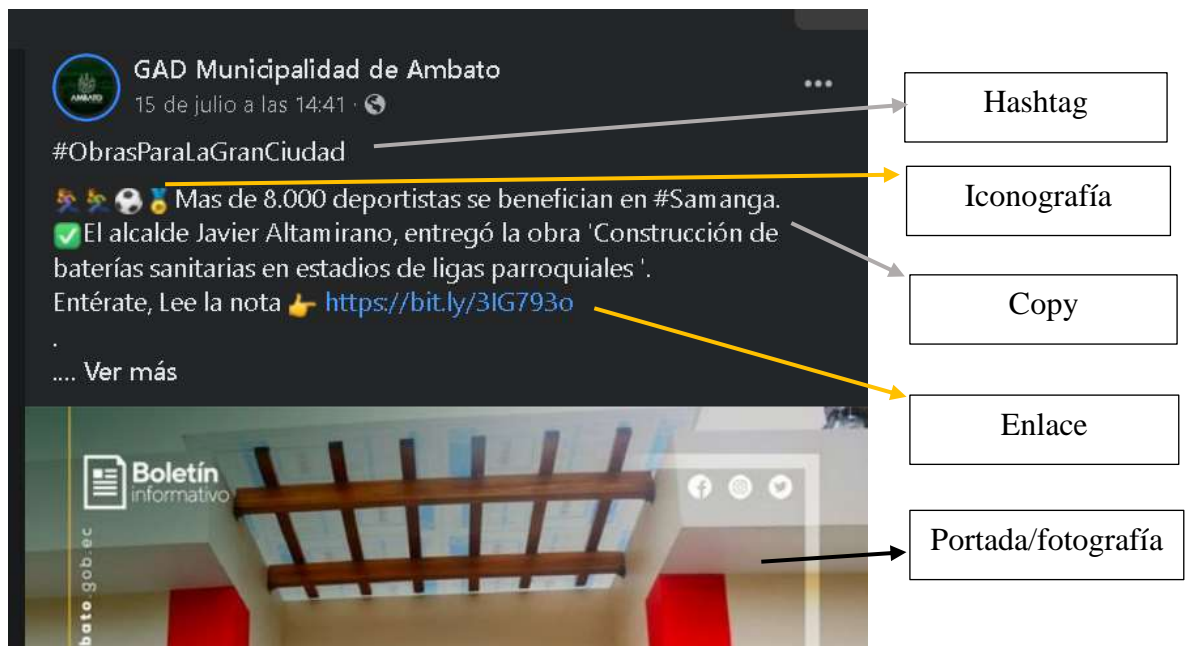 GAD Municipalidad de Ambato
15 de julio a las 14:41 ·
#ObrasParaLaGranCiudad
Mas de 8.000 deportistas se benefician en #Samanga.
✅El alcalde Javier Altamirano, entregó la obra 'Construcción de
baterías sanitarias en estadios de ligas parroquiales '.
Entérate, Lee la nota 👉 https://bit.ly/3IG793o
.
.... Ver más
AMBATO
Boletín
informativo
bato.gob.ec
Hashtag
Iconografía
Copy
Enlace
Portada/fotografía